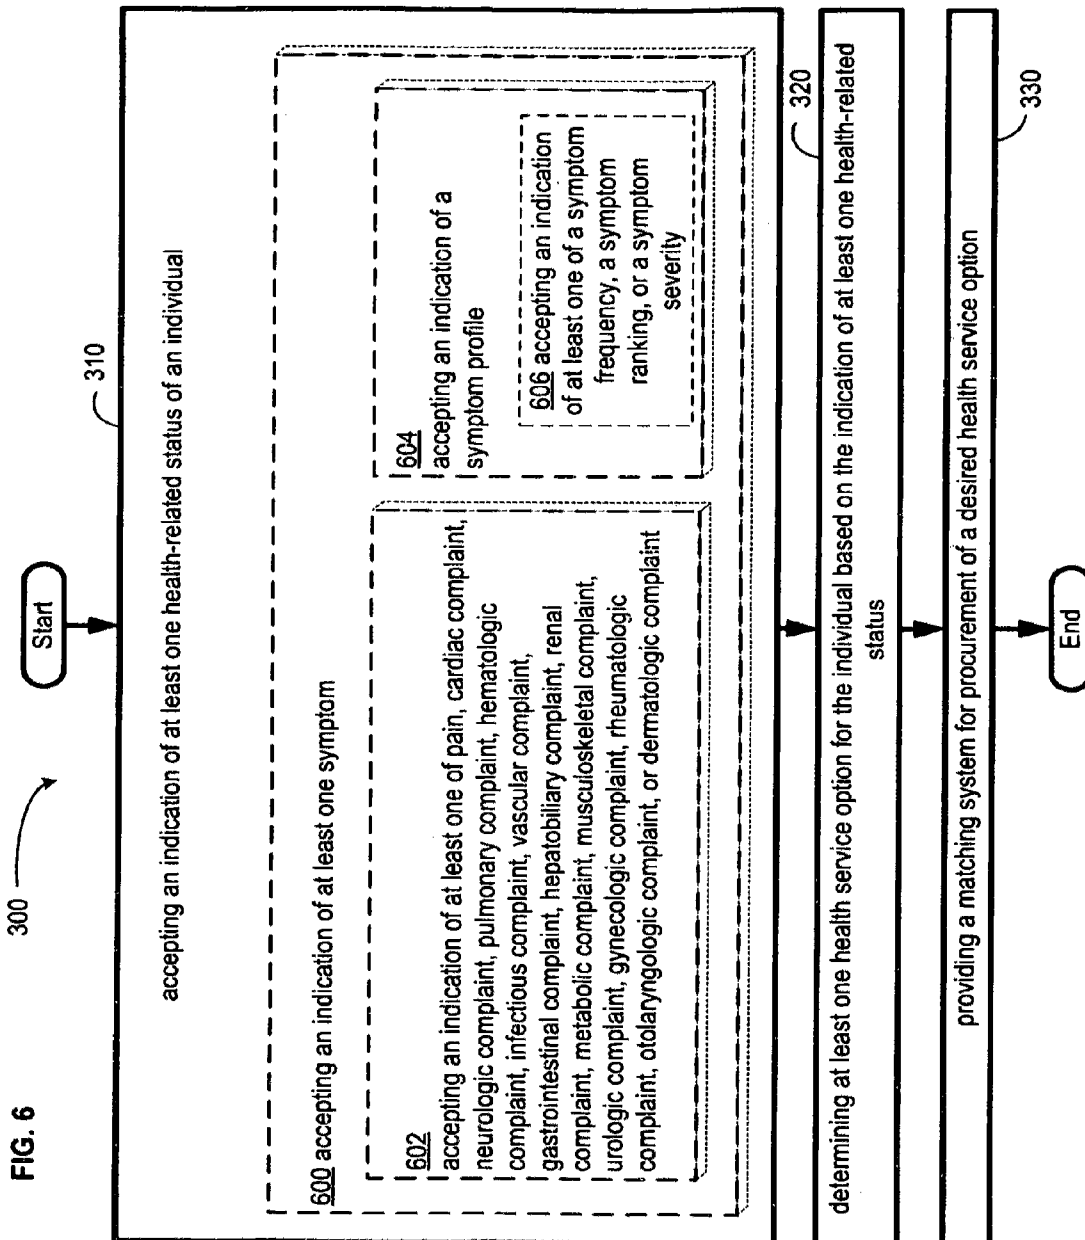 FIG. 6
300
Start
310
accepting an indication of at least one health-related status of an individual
600 accepting an indication of at least one symptom
602
accepting an indication of at least one of pain, cardiac complaint,
neurologic complaint, pulmonary complaint, hematologic
complaint, infectious complaint, vascular complaint,
gastrointestinal complaint, hepatobiliary complaint, renal
complaint, metabolic complaint, musculoskeletal complaint,
urologic complaint, gynecologic complaint, rheumatologic
complaint, otolaryngologic complaint, or dermatologic complaint
604
accepting an indication of a
symptom profile
606 accepting an indication
of at least one of a symptom
frequency, a symptom
ranking, or a symptom
severity
320
determining at least one health service option for the individual based on the indication of at least one health-related
status
330
providing a matching system for procurement of a desired health service option
End